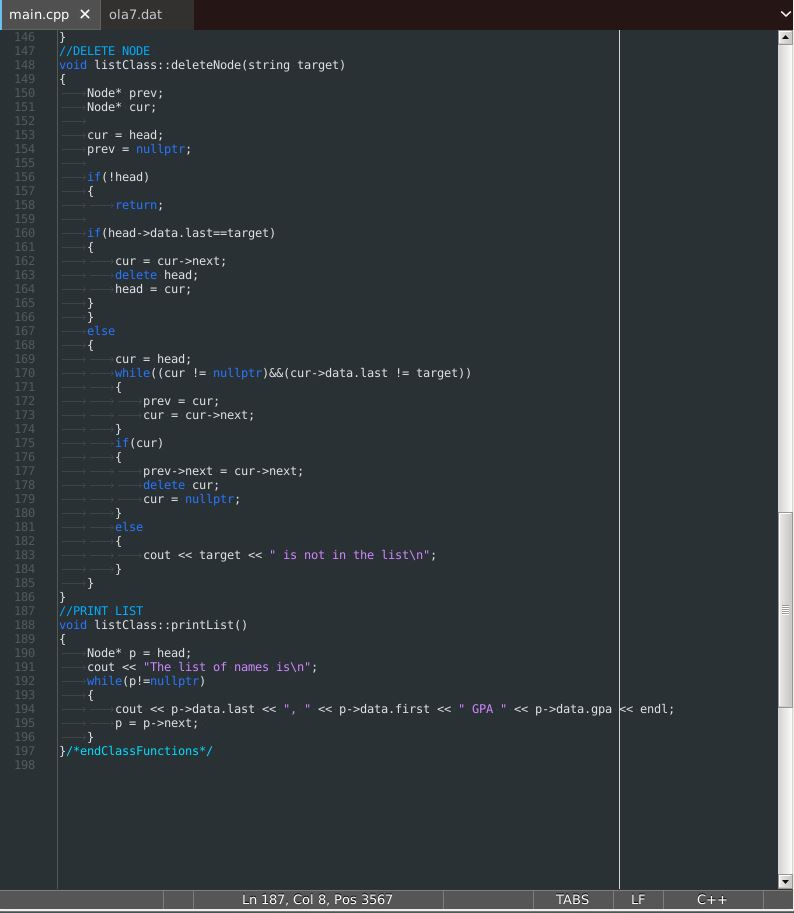 main.cpp ola7.dat
146 }
147 //DELETE NODE
148 void listClass::deleteNode(string target)
149 {
150 Node* prev;
151 Node* cur;
152
153 cur = head;
154 prev = nullptr;
155
156 if(!head)
157 {
158 return;
159
160 if(head->data.last==target)
161 {
162 cur = cur->next;
163 delete head;
164 head = cur;
165 }
166 }
167 else
168 {
169 cur = head;
170 while((cur != nullptr)&&(cur->data.last != target))
171 {
172 prev = cur;
173 cur = cur->next;
174 }
175 if(cur)
176 {
177 prev->next = cur->next;
178 delete cur;
179 cur = nullptr;
180 }
181 else
182 {
183 cout << target << " is not in the list\n";
184 }
185 }
186 }
187 //PRINT LIST
188 void listClass::printList()
189 {
190 Node* p = head;
191 cout << "The list of names is\n";
192 while(p!=nullptr)
193 {
194 cout << p->data.last << ", " << p->data.first << " GPA " << p->data.gpa << endl;
195 p = p->next;
196 }
197 }/*endClassFunctions*/
198
Ln 187, Col 8, Pos 3567 TABS LF C++